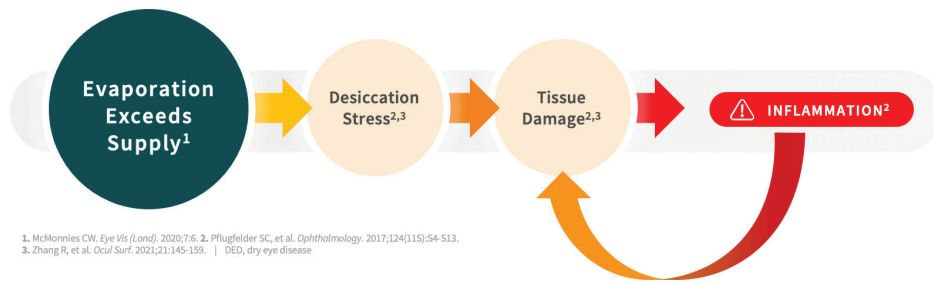 Evaporation
Exceeds
Supply¹
Desiccation
Stress²,³
Tissue
Damage²,³
INFLAMMATION²
1. McMonnies CW. Eye Vis (Lond). 2020;7:6. 2. Pflugfelder SC, et al. Ophthalmology. 2017;124(11S):S4-S13.
3. Zhang R, et al. Ocul Surf. 2021;21:145-159. | DED, dry eye disease